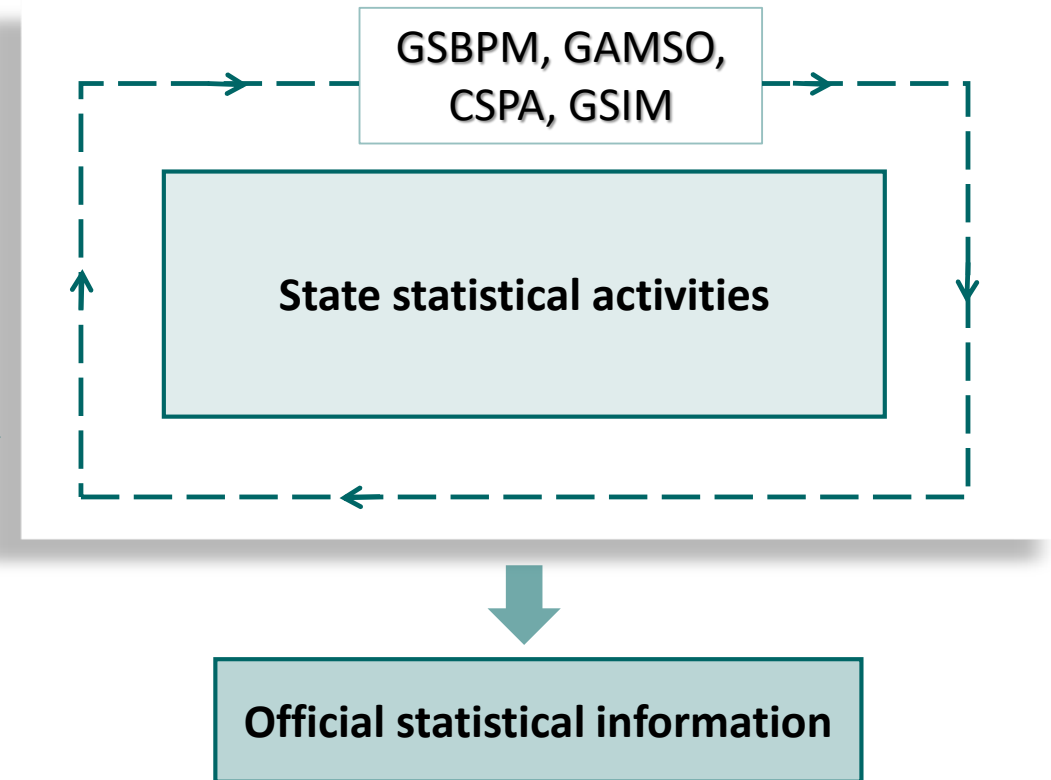 GSBPM, GAMSO,
CSPA, GSIM
State statistical activities
Official statistical information